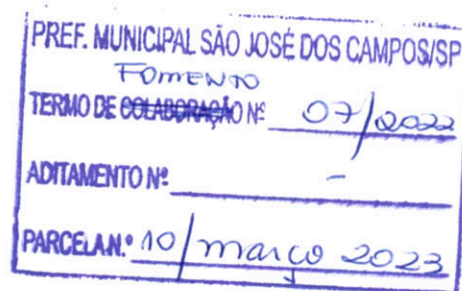 PREF. MUNICIPAL SÃO JOSÉ DOS CAMPOS/SP
FOMENTO
TERMO DE COLABORAÇÃO Nº 07/2022
ADITAMENTO Nº -
PARCELA N.º 10/março 2023